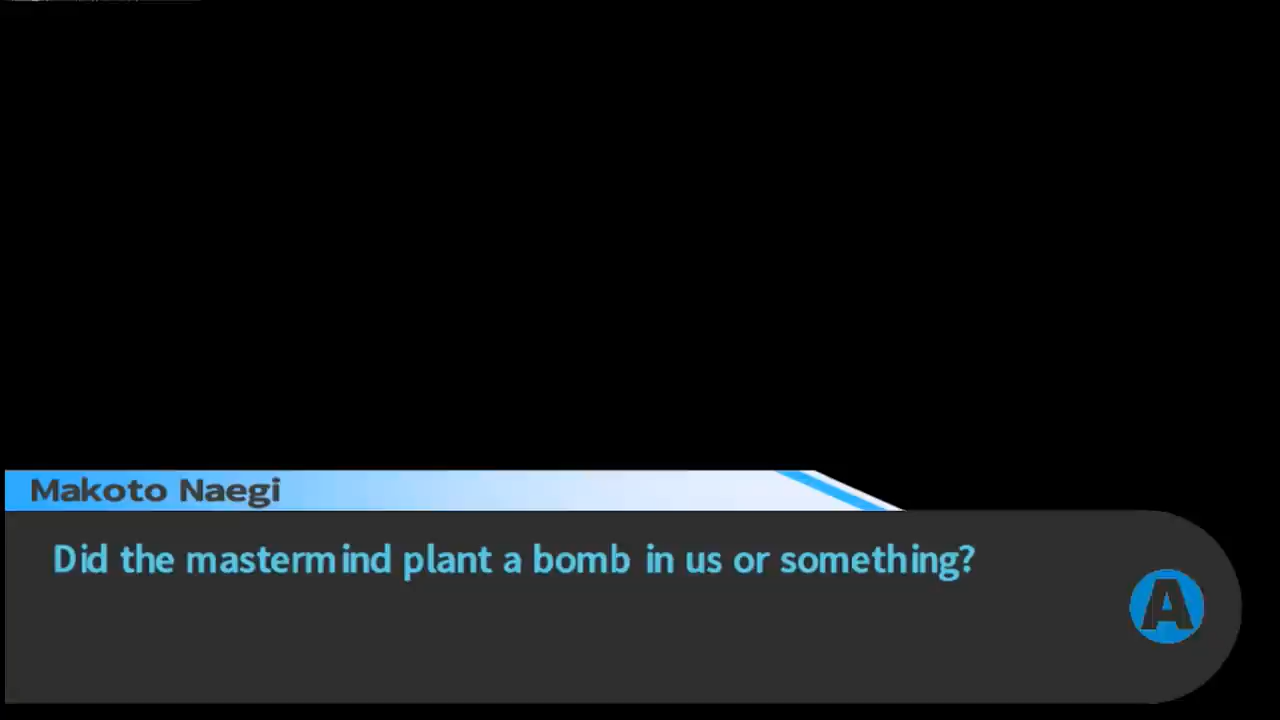 Makoto Naegi
Did the mastermind plant a bomb in us or something?
A